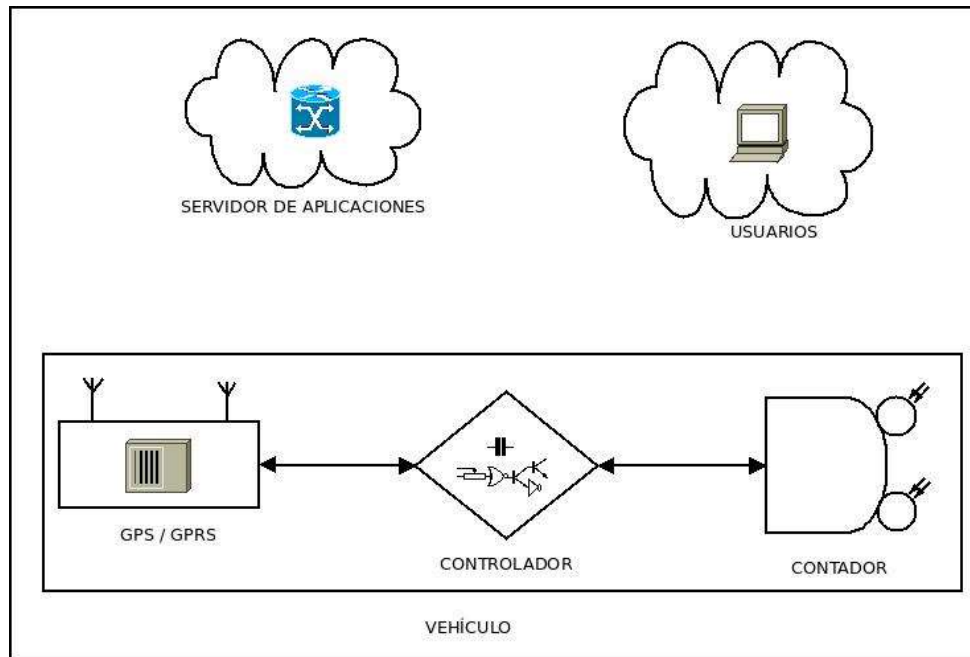 SERVIDOR DE APLICACIONES
USUARIOS
GPS / GPRS
CONTROLADOR
CONTADOR
VEHÍCULO